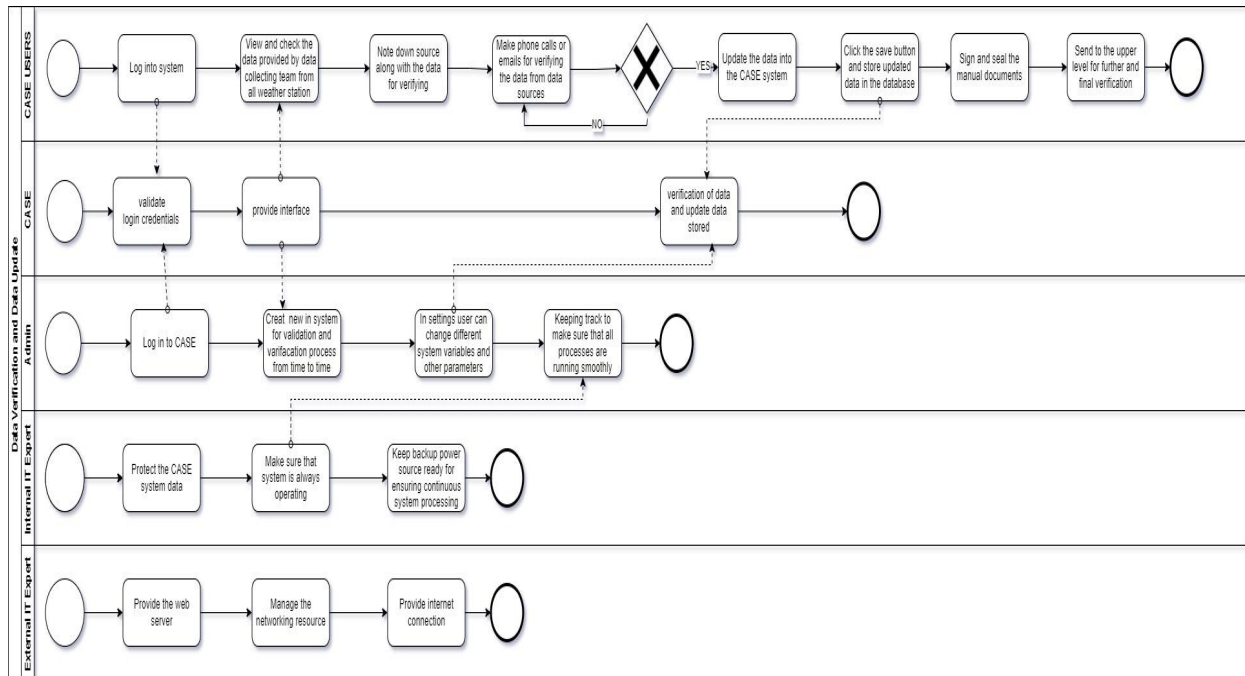 Data Verification and Data Update
CASE USERS
Log into system
View and check the
data provided by data
collecting team from
all weather station
Note down source
along with the data
for verifying
Make phone calls or
emails for verifying
the data from data
sources
NO
YES
Update the data into
the CASE system
Click the save button
and store updated
data in the database
Sign and seal the
manual documents
Send to the upper
level for further and
final verification
CASE
validate
login credentials
provide interface
verification of data
and update data
stored
Admin
Log in to CASE
Creat new in system
for validation and
varifacation process
from time to time
In settings user can
change different
system variables and
other parameters
Keeping track to
make sure that all
processes are
running smoothly
Internal IT Expert
Protect the CASE
system data
Make sure that
system is always
operating
Keep backup power
source ready for
ensuring continuous
system processing
External IT Expert
Provide the web
server
Manage the
networking resource
Provide internet
connection